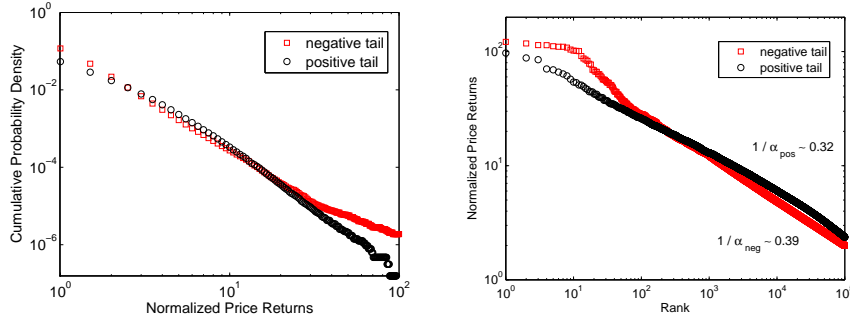 10^0
10^-2
10^-4
10^-6
Cumulative Probability Density
negative tail
positive tail
10^0
10^1
10^2
Normalized Price Returns
10^2
10^1
10^0
Normalized Price Returns
negative tail
positive tail
1 / α_pos ~ 0.32
1 / α_neg ~ 0.39
10^0
10^1
10^2
10^3
10^4
Rank